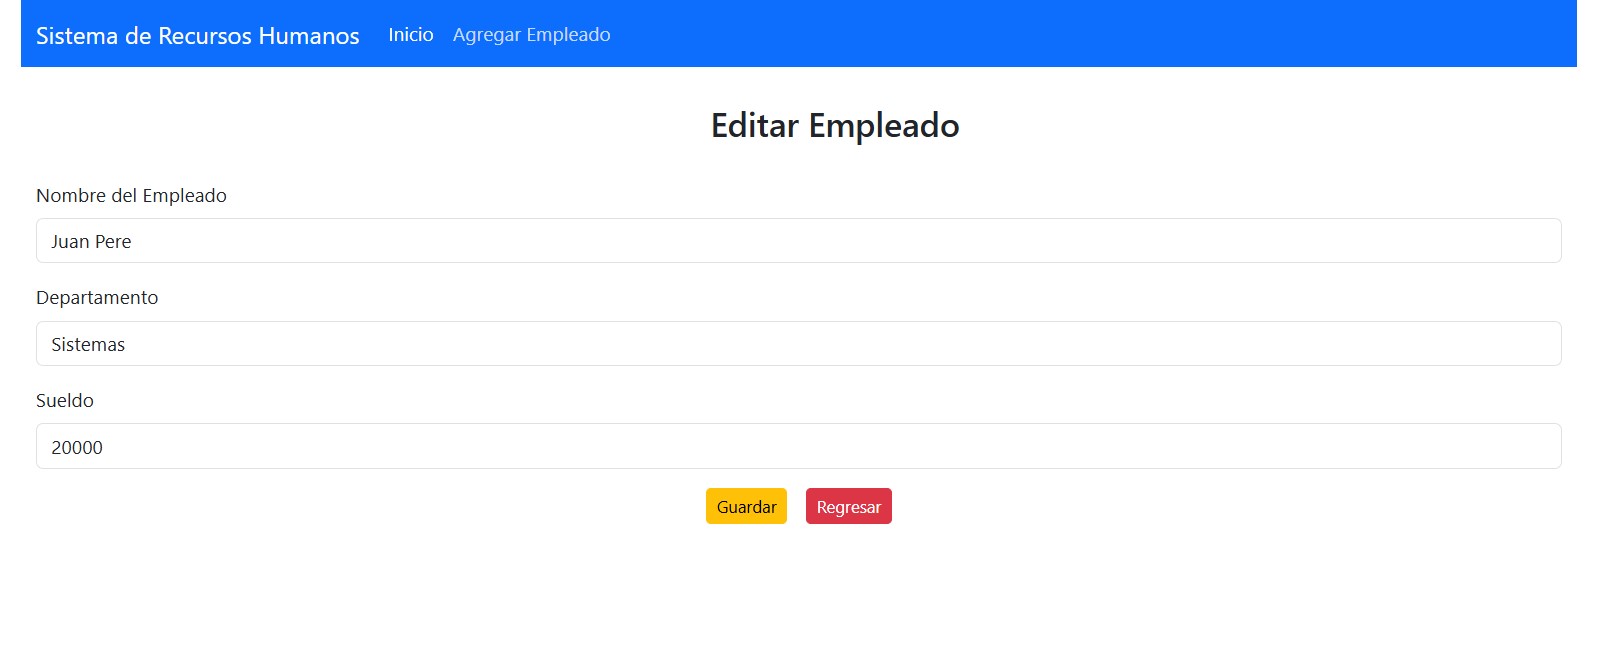 Sistema de Recursos Humanos Inicio Agregar Empleado
Editar Empleado
Nombre del Empleado
Juan Pere
Departamento
Sistemas
Sueldo
20000
Guardar Regresar